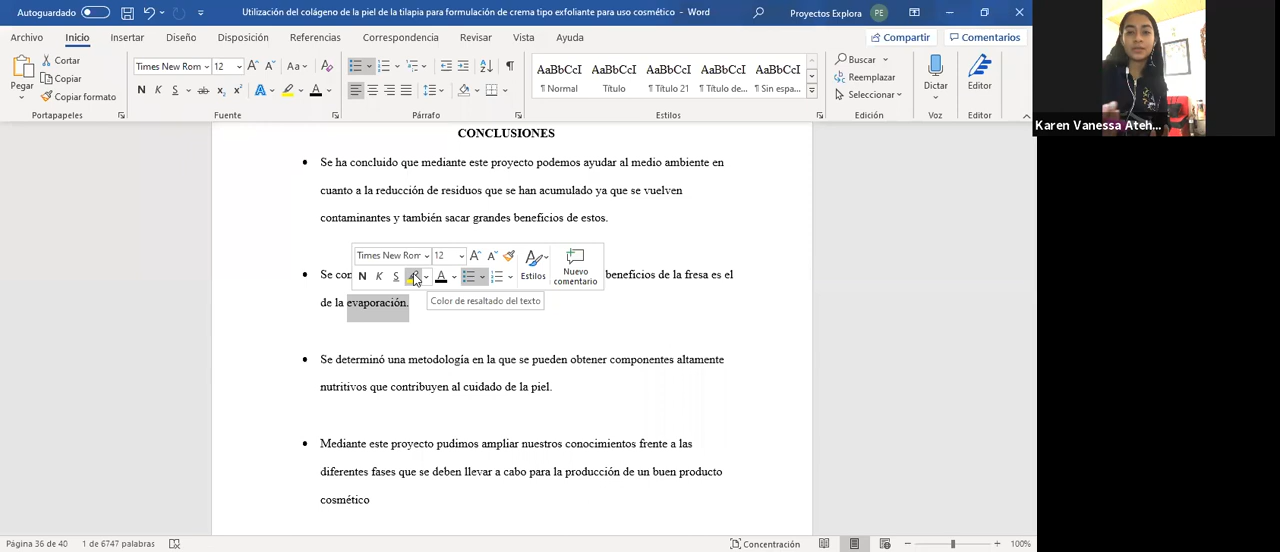 Autoguardado
Utilización del colágeno de la piel de la tilapia para formulación de crema tipo exfoliante para uso cosmético - Word
Proyectos Explora
PE
Archivo Inicio Insertar Diseño Disposición Referencias Correspondencia Revisar Vista Ayuda
Compartir
Comentarios
Pegar
Cortar
Copiar
Copiar formato
Portapapeles
Times New Rom
12
Aa
N K S ab x₂ x²
Fuente
Párrafo
AaBbCcI AaBbCcI AaBbCcI AaBbCcI AaBbCcI
¶ Normal Título ¶ Título 21 ¶ Título de... ¶ Sin espa...
Estilos
Buscar
Reemplazar
Seleccionar
Edición
Dictar
Voz
Editor
Editor
Karen Vanessa Ateh...
CONCLUSIONES
• Se ha concluido que mediante este proyecto podemos ayudar al medio ambiente en
cuanto a la reducción de residuos que se han acumulado ya que se vuelven
contaminantes y también sacar grandes beneficios de estos.
Times New Ror
12
N K S
Estilos
Nuevo
comentario
• Se con beneficios de la fresa es el
de la evaporación.
Color de resaltado del texto
• Se determinó una metodología en la que se pueden obtener componentes altamente
nutritivos que contribuyen al cuidado de la piel.
• Mediante este proyecto pudimos ampliar nuestros conocimientos frente a las
diferentes fases que se deben llevar a cabo para la producción de un buen producto
cosmético
Página 36 de 40 1 de 6747 palabras
Concentración
100%